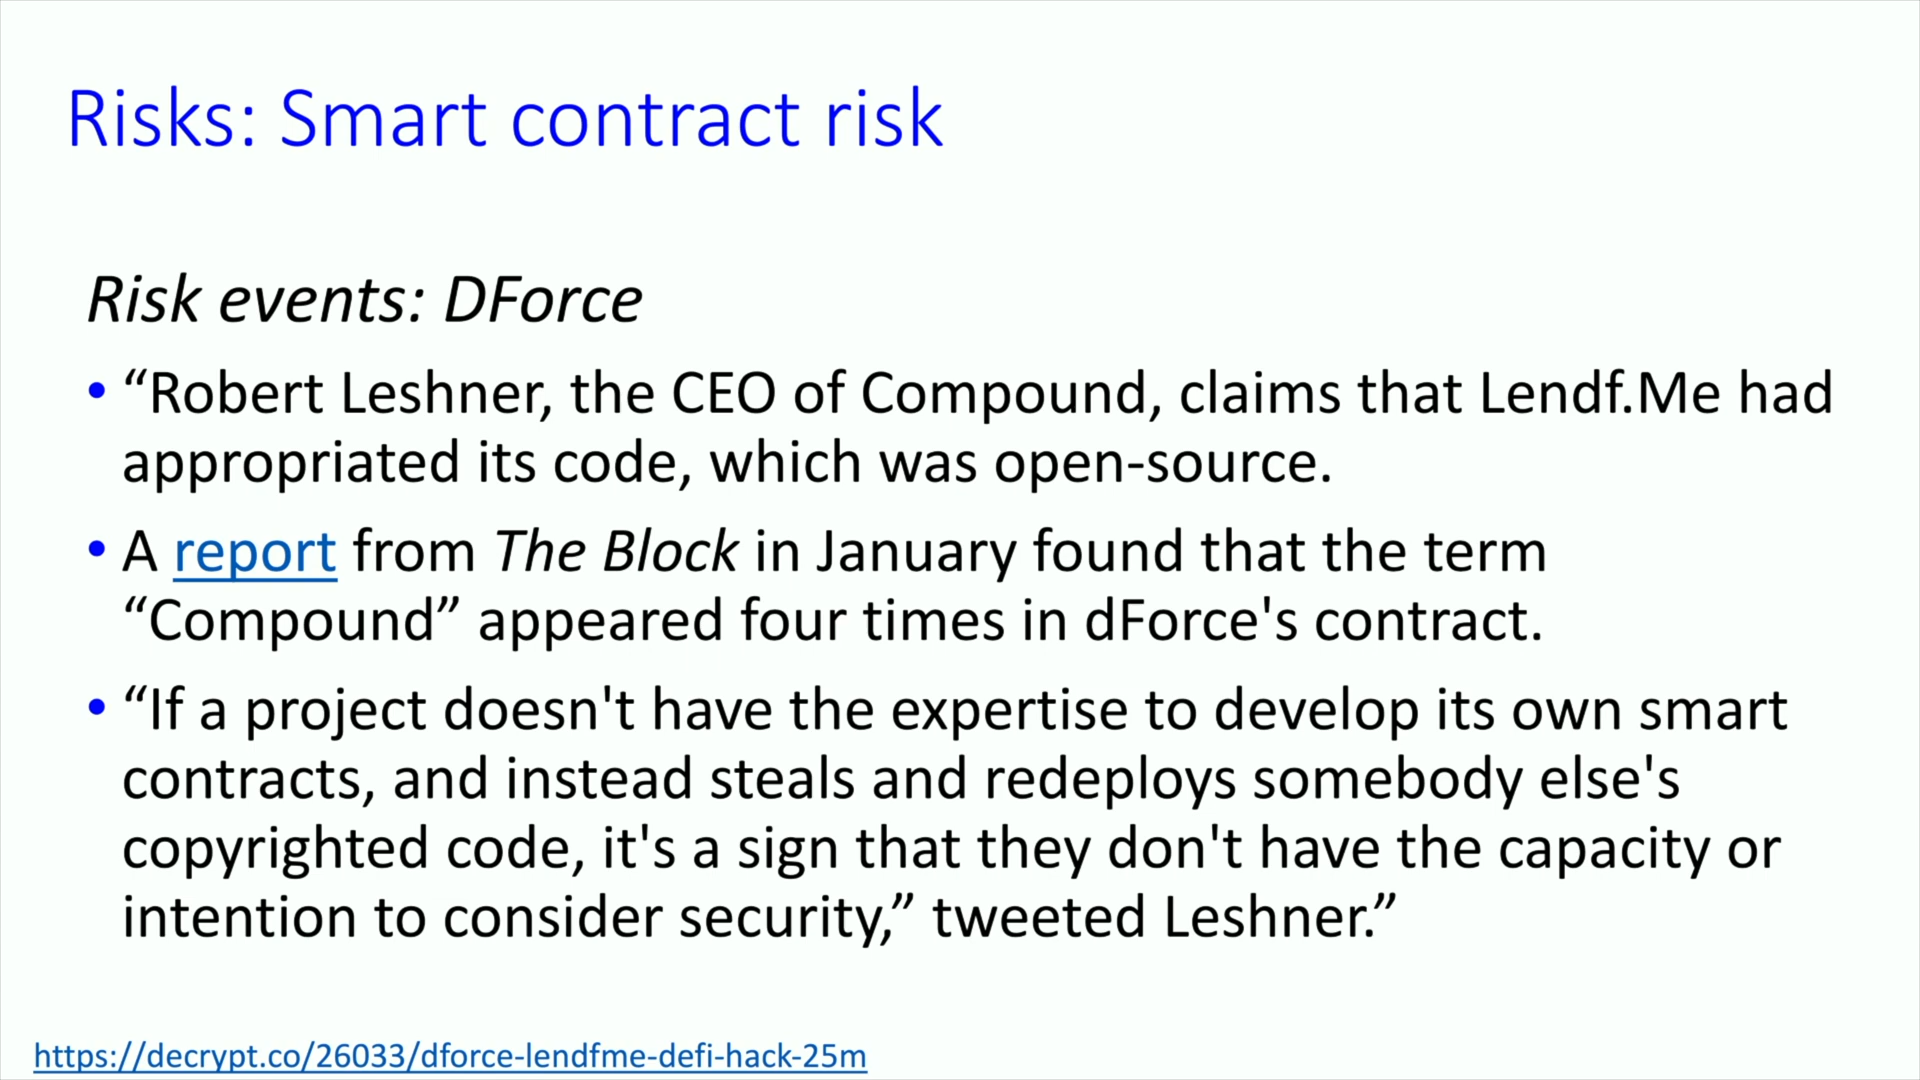 Risks: Smart contract risk
Risk events: DForce
• “Robert Leshner, the CEO of Compound, claims that Lendf.Me had
appropriated its code, which was open-source.
• A report from The Block in January found that the term
“Compound” appeared four times in dForce's contract.
• “If a project doesn't have the expertise to develop its own smart
contracts, and instead steals and redeploys somebody else's
copyrighted code, it's a sign that they don't have the capacity or
intention to consider security,” tweeted Leshner.”
https://decrypt.co/26033/dforce-lendfme-defi-hack-25m